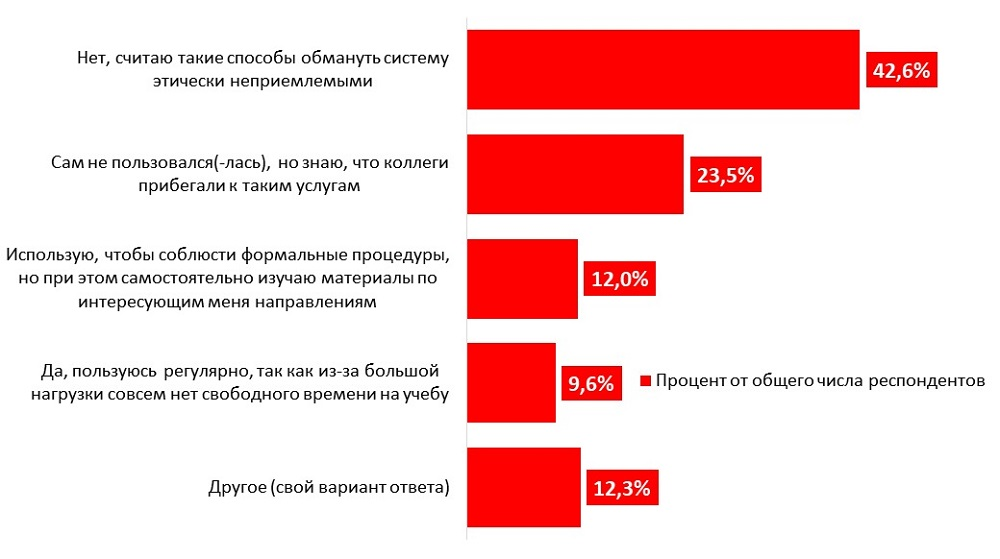 Нет, считаю такие способы обмануть систему
этически неприемлемыми
42,6%
Сам не пользовался(-лась), но знаю, что коллеги
прибегали к таким услугам
23,5%
Использую, чтобы соблюсти формальные процедуры,
но при этом самостоятельно изучаю материалы по
интересующим меня направлениям
12,0%
Да, пользуюсь регулярно, так как из-за большой
нагрузки совсем нет свободного времени на учебу
9,6%
Процент от общего числа респондентов
Другое (свой вариант ответа)
12,3%